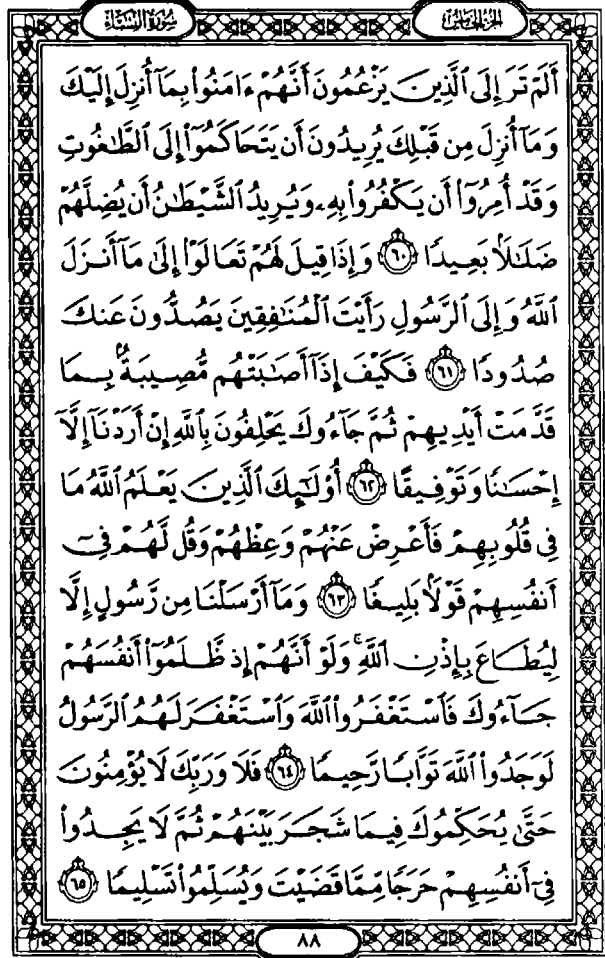 الجزء الخامس
سورة النساء
أَلَمۡ تَرَ إِلَى ٱلَّذِينَ يَزۡعُمُونَ أَنَّهُمۡ ءَامَنُواْ بِمَآ أُنزِلَ إِلَيۡكَ
وَمَآ أُنزِلَ مِن قَبۡلِكَ يُرِيدُونَ أَن يَتَحَاكَمُوٓاْ إِلَى ٱلطَّٰغُوتِ
وَقَدۡ أُمِرُوٓاْ أَن يَكۡفُرُواْ بِهِۦ وَيُرِيدُ ٱلشَّيۡطَٰنُ أَن يُضِلَّهُمۡ
ضَلَٰلَۢا بَعِيدٗا ٦٠ وَإِذَا قِيلَ لَهُمۡ تَعَالَوۡاْ إِلَىٰ مَآ أَنزَلَ
ٱللَّهُ وَإِلَى ٱلرَّسُولِ رَأَيۡتَ ٱلۡمُنَٰفِقِينَ يَصُدُّونَ عَنكَ
صُدُودٗا ٦١ فَكَيۡفَ إِذَآ أَصَٰبَتۡهُم مُّصِيبَةُۢ بِمَا
قَدَّمَتۡ أَيۡدِيهِمۡ ثُمَّ جَآءُوكَ يَحۡلِفُونَ بِٱللَّهِ إِنۡ أَرَدۡنَآ إِلَّآ
إِحۡسَٰنٗا وَتَوۡفِيقًا ٦٢ أُوْلَٰٓئِكَ ٱلَّذِينَ يَعۡلَمُ ٱللَّهُ مَا
فِي قُلُوبِهِمۡ فَأَعۡرِضۡ عَنۡهُمۡ وَعِظۡهُمۡ وَقُل لَّهُمۡ فِيٓ
أَنفُسِهِمۡ قَوۡلَۢا بَلِيغٗا ٦٣ وَمَآ أَرۡسَلۡنَا مِن رَّسُولٍ إِلَّا
لِيُطَاعَ بِإِذۡنِ ٱللَّهِۚ وَلَوۡ أَنَّهُمۡ إِذ ظَّلَمُوٓاْ أَنفُسَهُمۡ
جَآءُوكَ فَٱسۡتَغۡفَرُواْ ٱللَّهَ وَٱسۡتَغۡفَرَ لَهُمُ ٱلرَّسُولُ
لَوَجَدُواْ ٱللَّهَ تَوَّابٗا رَّحِيمٗا ٦٤ فَلَا وَرَبِّكَ لَا يُؤۡمِنُونَ
حَتَّىٰ يُحَكِّمُوكَ فِيمَا شَجَرَ بَيۡنَهُمۡ ثُمَّ لَا يَجِدُواْ
فِيٓ أَنفُسِهِمۡ حَرَجٗا مِّمَّا قَضَيۡتَ وَيُسَلِّمُواْ تَسۡلِيمٗا ٦٥
٨٨